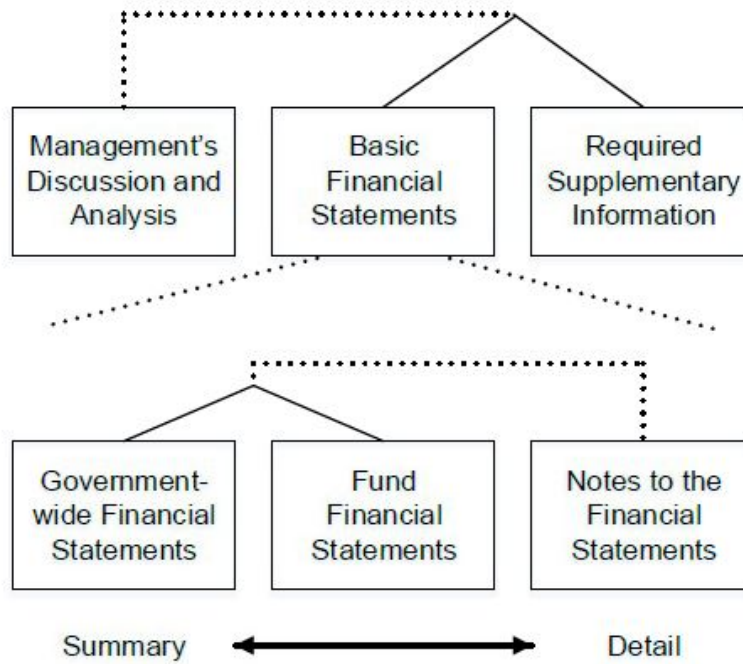 Management's
Discussion and
Analysis
Basic
Financial
Statements
Required
Supplementary
Information
Government-
wide Financial
Statements
Fund
Financial
Statements
Notes to the
Financial
Statements
Summary
Detail